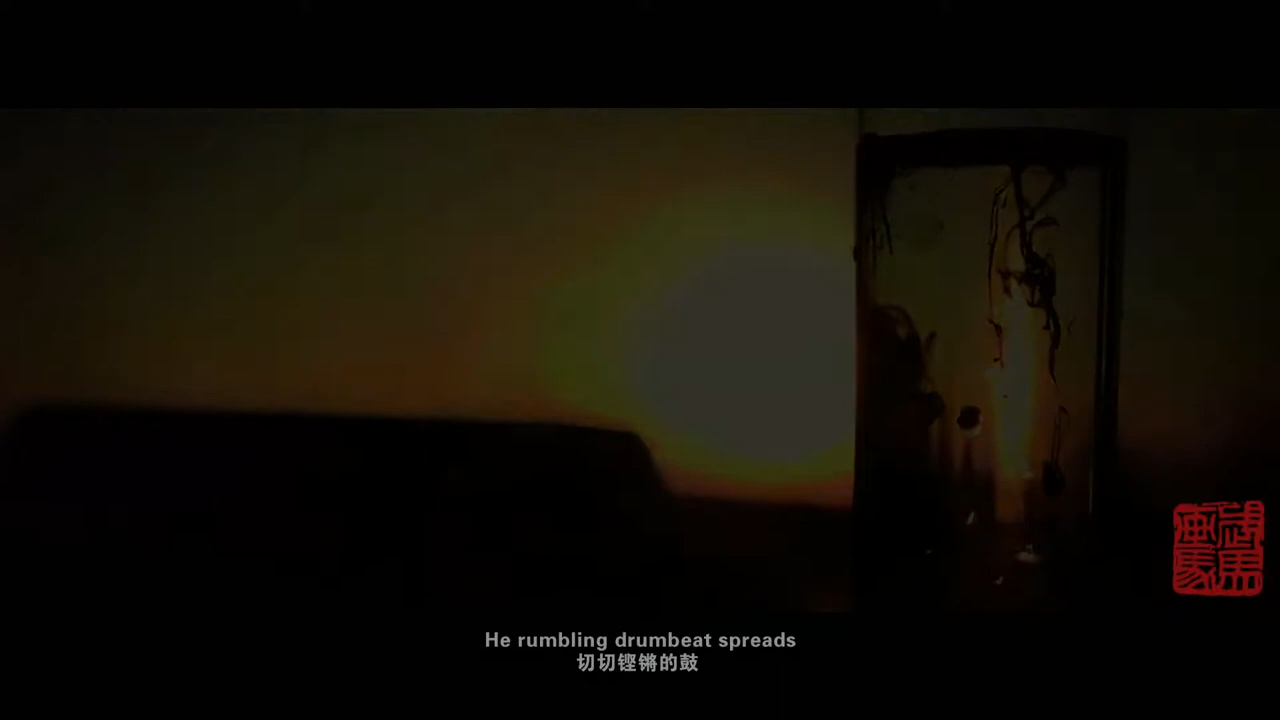 He rumbling drumbeat spreads
切切铿锵的鼓